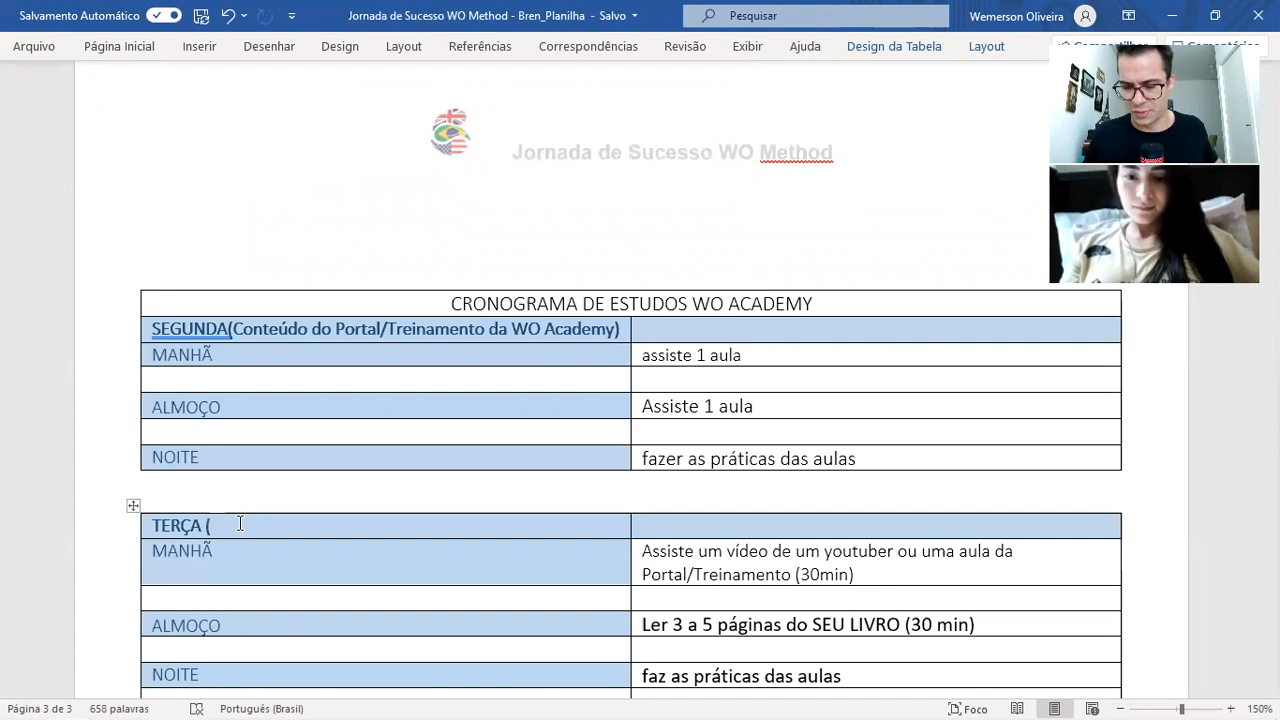 Salvamento Automático
Jornada de Sucesso WO Method - Bren_Planilha - Salvo
Pesquisar
Wemerson Oliveira
Arquivo
Página Inicial
Inserir
Desenhar
Design
Layout
Referências
Correspondências
Revisão
Exibir
Ajuda
Design da Tabela
Layout
Jornada de Sucesso WO Method
CRONOGRAMA DE ESTUDOS WO ACADEMY
SEGUNDA(Conteúdo do Portal/Treinamento da WO Academy)
MANHÃ
assiste 1 aula
ALMOÇO
Assiste 1 aula
NOITE
fazer as práticas das aulas
TERÇA (
MANHÃ
Assiste um vídeo de um youtuber ou uma aula da
Portal/Treinamento (30min)
ALMOÇO
Ler 3 a 5 páginas do SEU LIVRO (30 min)
NOITE
faz as práticas das aulas
Página 3 de 3
658 palavras
Português (Brasil)
Foco
150%